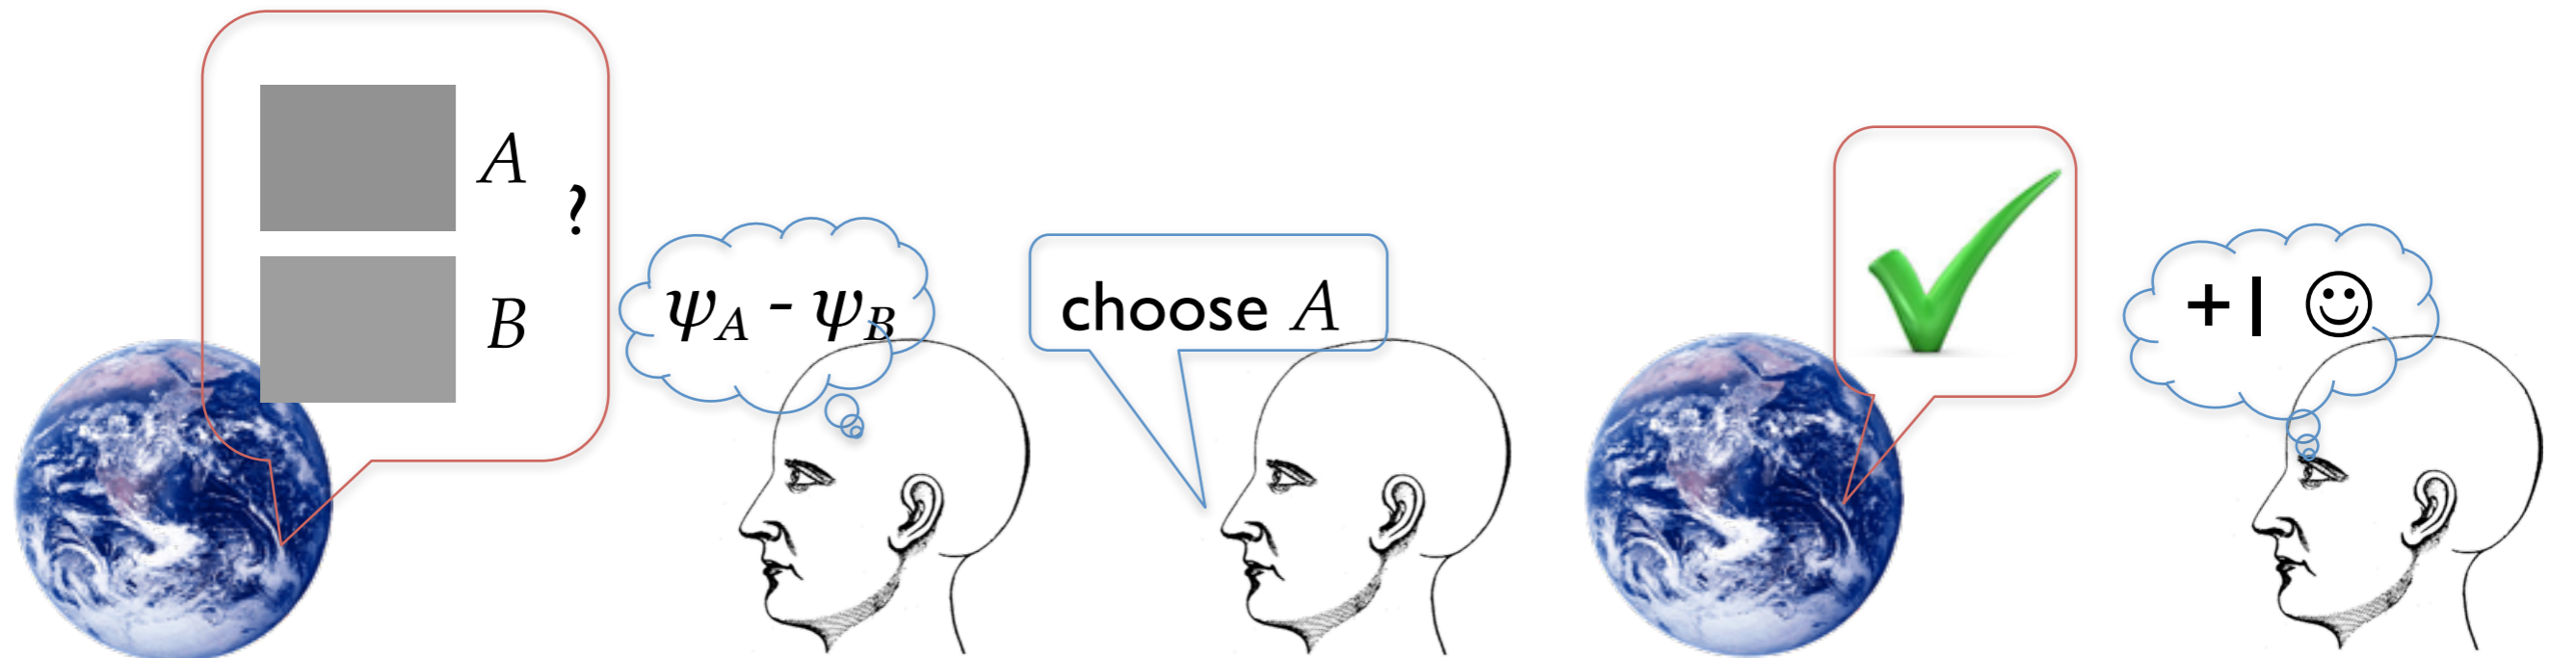 A
?
B
ψA - ψB
choose A
+1 ☺